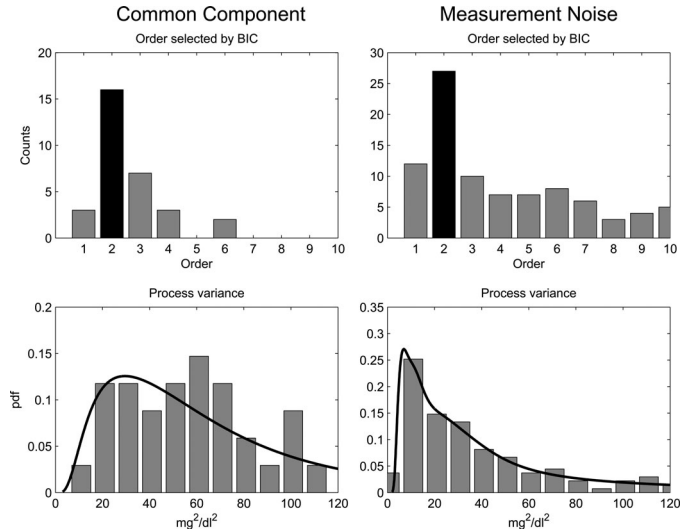 Common Component
Measurement Noise
Order selected by BIC
Order selected by BIC
20
15
10
5
0
Counts
1 2 3 4 5 6 7 8 9 10
Order
30
25
20
15
10
5
0
1 2 3 4 5 6 7 8 9 10
Order
Process variance
Process variance
0.2
0.15
0.1
0.05
0
pdf
0 20 40 60 80 100 120
mg²/dl²
0.35
0.3
0.25
0.2
0.15
0.1
0.05
0
0 20 40 60 80 100 120
mg²/dl²